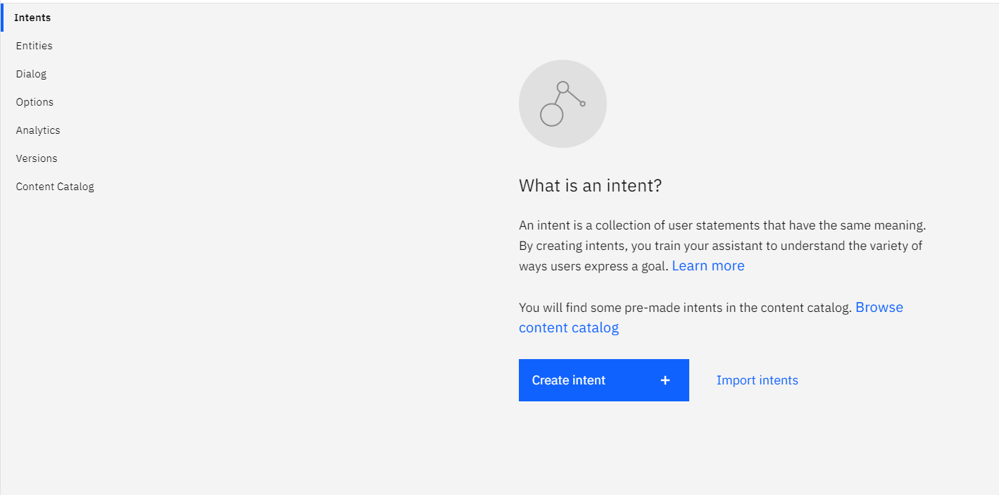 Intents
Entities
Dialog
Options
Analytics
Versions
Content Catalog
What is an intent?
An intent is a collection of user statements that have the same meaning.
By creating intents, you train your assistant to understand the variety of
ways users express a goal. Learn more
You will find some pre-made intents in the content catalog. Browse
content catalog
Create intent +
Import intents